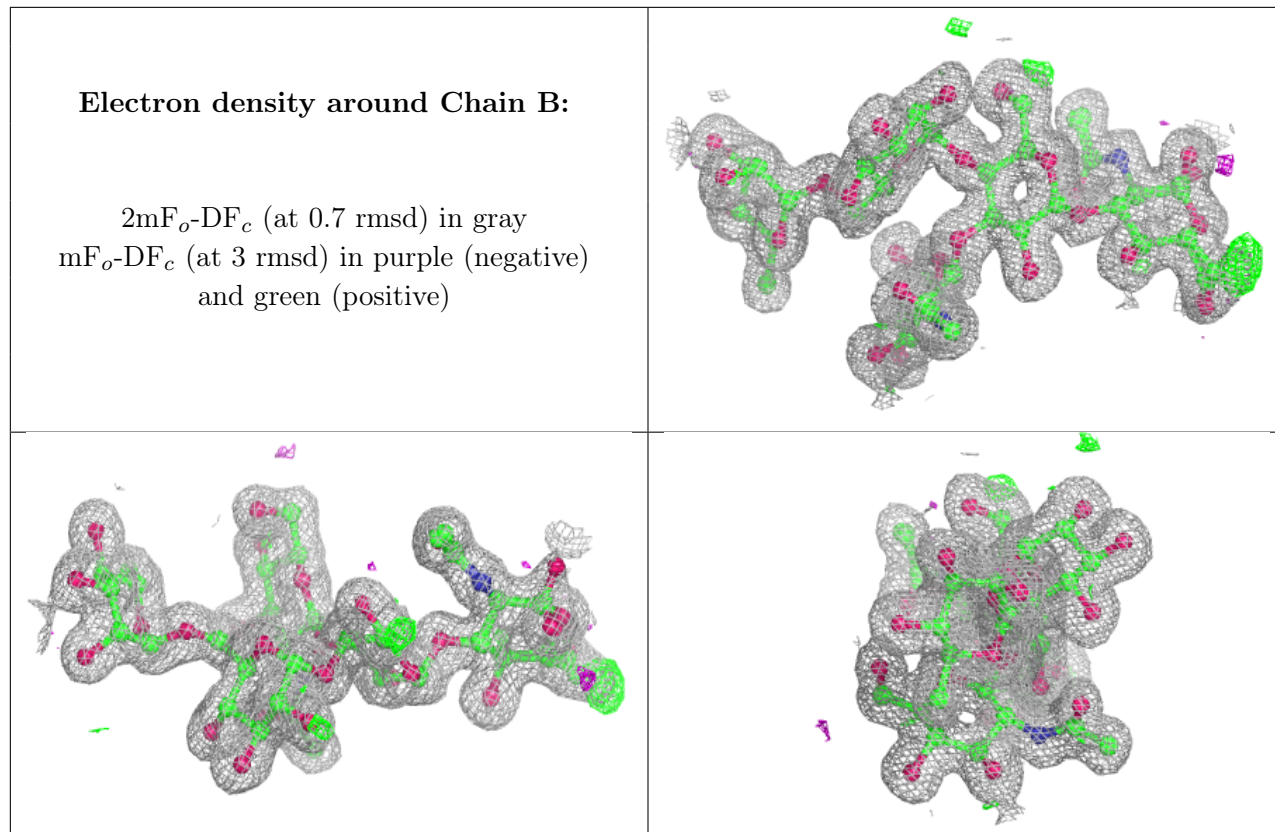 Electron density around Chain B:
2mFₒ-DF𝒸 (at 0.7 rmsd) in gray
mFₒ-DF𝒸 (at 3 rmsd) in purple (negative)
and green (positive)